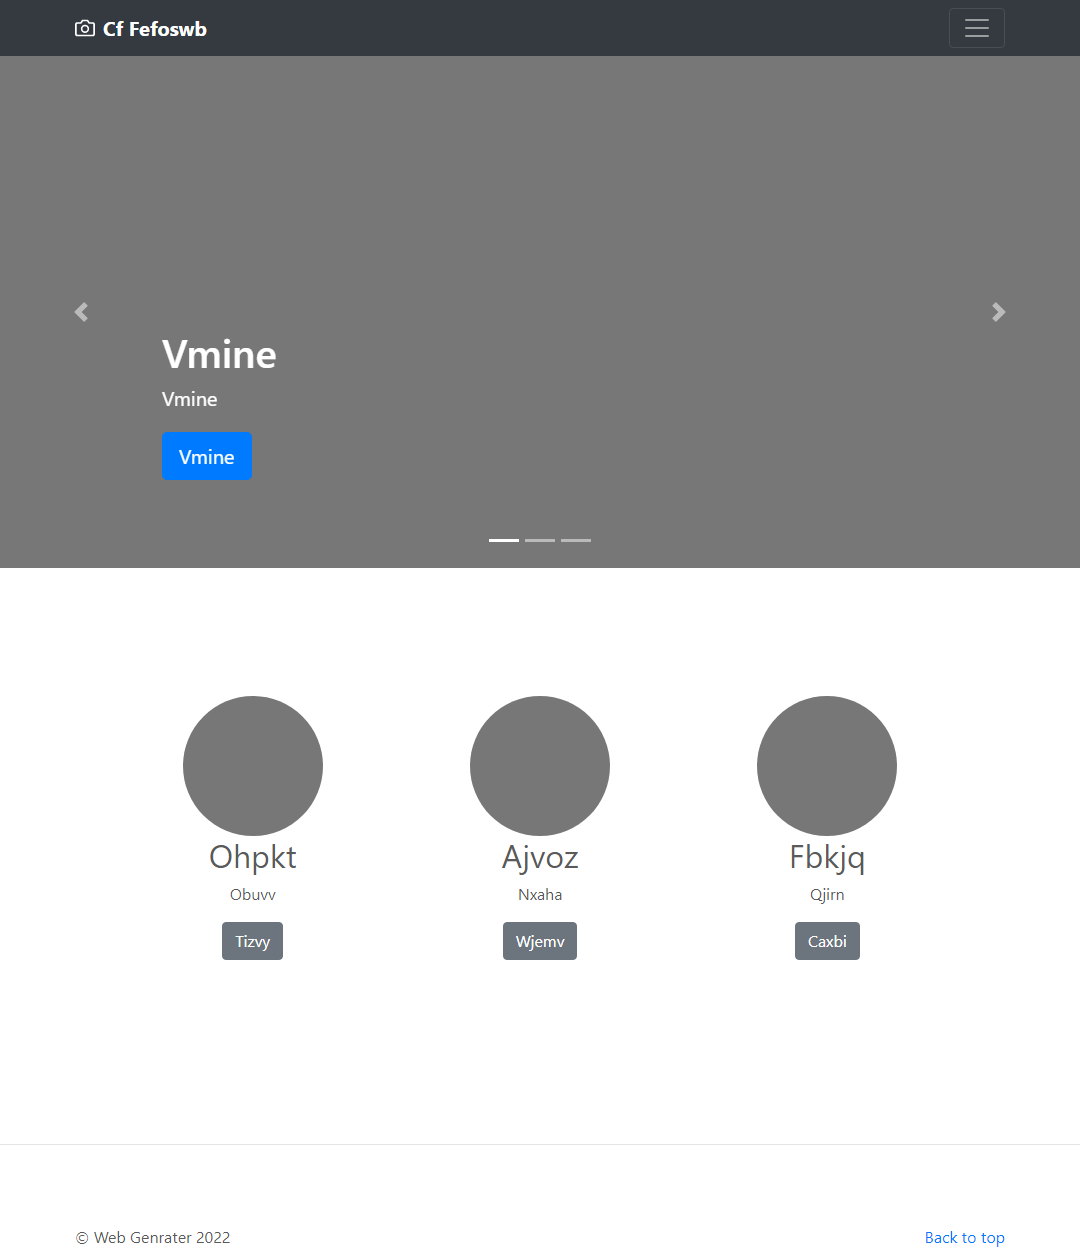 Cf Fefoswb
Vmine
Vmine
Vmine
Ohpkt
Ajvoz
Fbkjq
Obuvv
Nxaha
Qjirn
Tizvy
Wjemv
Caxbi
© Web Genrater 2022
Back to top